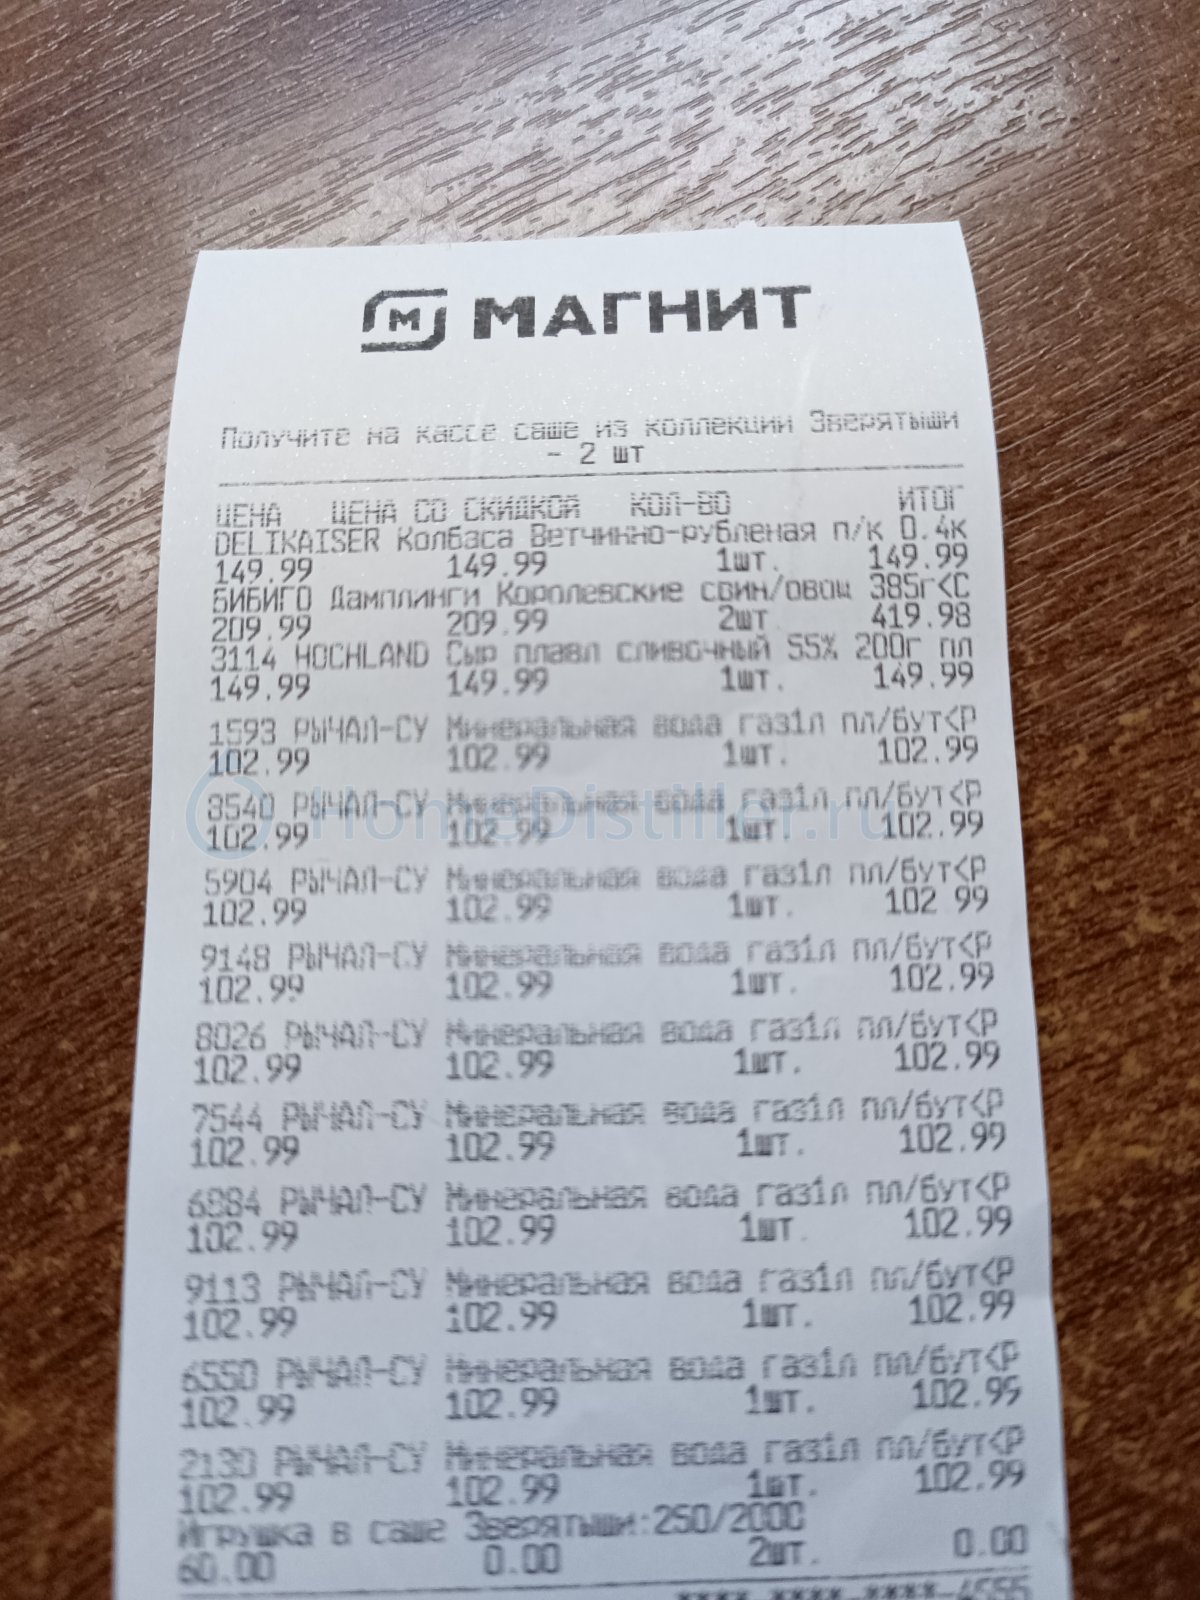 М МАГНИТ
Получите на кассе саше из коллекции Зверятыши
- 2 шт
ЦЕНА ЦЕНА СО СКИДКОЙ КОЛ-ВО ИТОГ
DELIKAISER Колбаса Ветчинно-рубленая п/к 0.4к
149.99 149.99 1шт. 149.99
БИБИГО Дамплинги Королевские свин/овощ 385г<С
209.99 209.99 2шт 419.98
3114 HOCHLAND Сыр плавл сливочный 55% 200г пл
149.99 149.99 1шт. 149.99
1593 РЫЧАЛ-СУ Минеральная вода газ1л пл/бут<Р
102.99 102.99 1шт. 102.99
8540 РЫЧАЛ-СУ Минеральная вода газ1л пл/бут<Р
102.99 102.99 1шт. 102.99
HomeDistiller.ru
5904 РЫЧАЛ-СУ Минеральная вода газ1л пл/бут<Р
102.99 102.99 1шт. 102 99
9148 РЫЧАЛ-СУ Минеральная вода газ1л пл/бут<Р
102.99 102.99 1шт. 102.99
8026 РЫЧАЛ-СУ Минеральная вода газ1л пл/бут<Р
102.99 102.99 1шт. 102.99
7544 РЫЧАЛ-СУ Минеральная вода газ1л пл/бут<Р
102.99 102.99 1шт. 102.99
6884 РЫЧАЛ-СУ Минеральная вода газ1л пл/бут<Р
102.99 102.99 1шт. 102.99
9113 РЫЧАЛ-СУ Минеральная вода газ1л пл/бут<Р
102.99 102.99 1шт. 102.99
6550 РЫЧАЛ-СУ Минеральная вода газ1л пл/бут<Р
102.99 102.99 1шт. 102.99
2130 РЫЧАЛ-СУ Минеральная вода газ1л пл/бут<Р
102.99 102.99 1шт. 102.99
Игрушка в саше Зверятыши:250/2000
60.00 0.00 2шт. 0.00